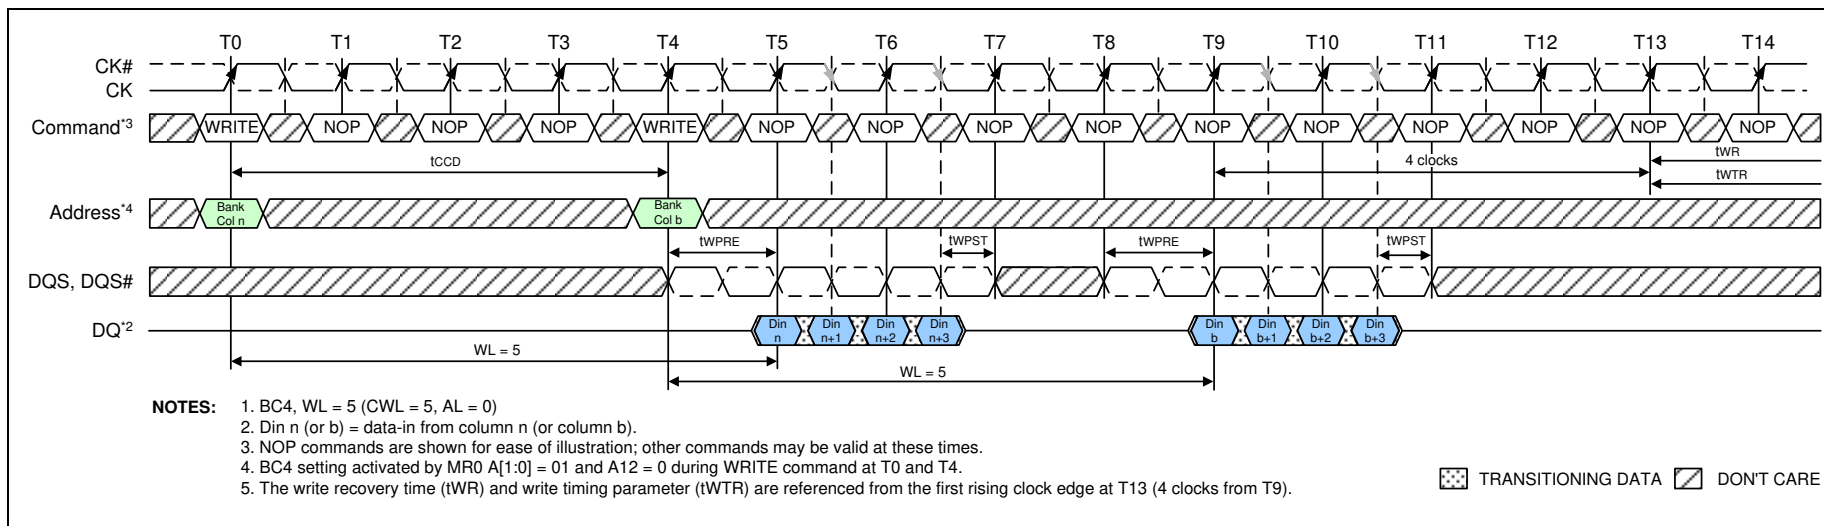 T0 T1 T2 T3 T4 T5 T6 T7 T8 T9 T10 T11 T12 T13 T14
CK#
CK
Command*3 WRITE NOP NOP NOP WRITE NOP NOP NOP NOP NOP NOP NOP NOP NOP NOP
tCCD 4 clocks tWR
tWTR
Address*4 Bank Col n Bank Col b
tWPRE tWPST tWPRE tWPST
DQS, DQS#
DQ*2 Din n Din n+1 Din n+2 Din n+3 Din b Din b+1 Din b+2 Din b+3
WL = 5
WL = 5
NOTES: 1. BC4, WL = 5 (CWL = 5, AL = 0)
2. Din n (or b) = data-in from column n (or column b).
3. NOP commands are shown for ease of illustration; other commands may be valid at these times.
4. BC4 setting activated by MR0 A[1:0] = 01 and A12 = 0 during WRITE command at T0 and T4.
5. The write recovery time (tWR) and write timing parameter (tWTR) are referenced from the first rising clock edge at T13 (4 clocks from T9).
TRANSITIONING DATA DON'T CARE